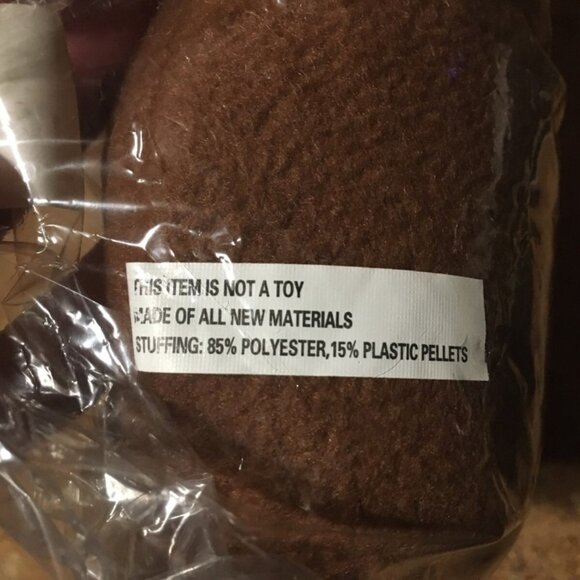 THIS ITEM IS NOT A TOY
MADE OF ALL NEW MATERIALS
STUFFING: 85% POLYESTER,15% PLASTIC PELLETS